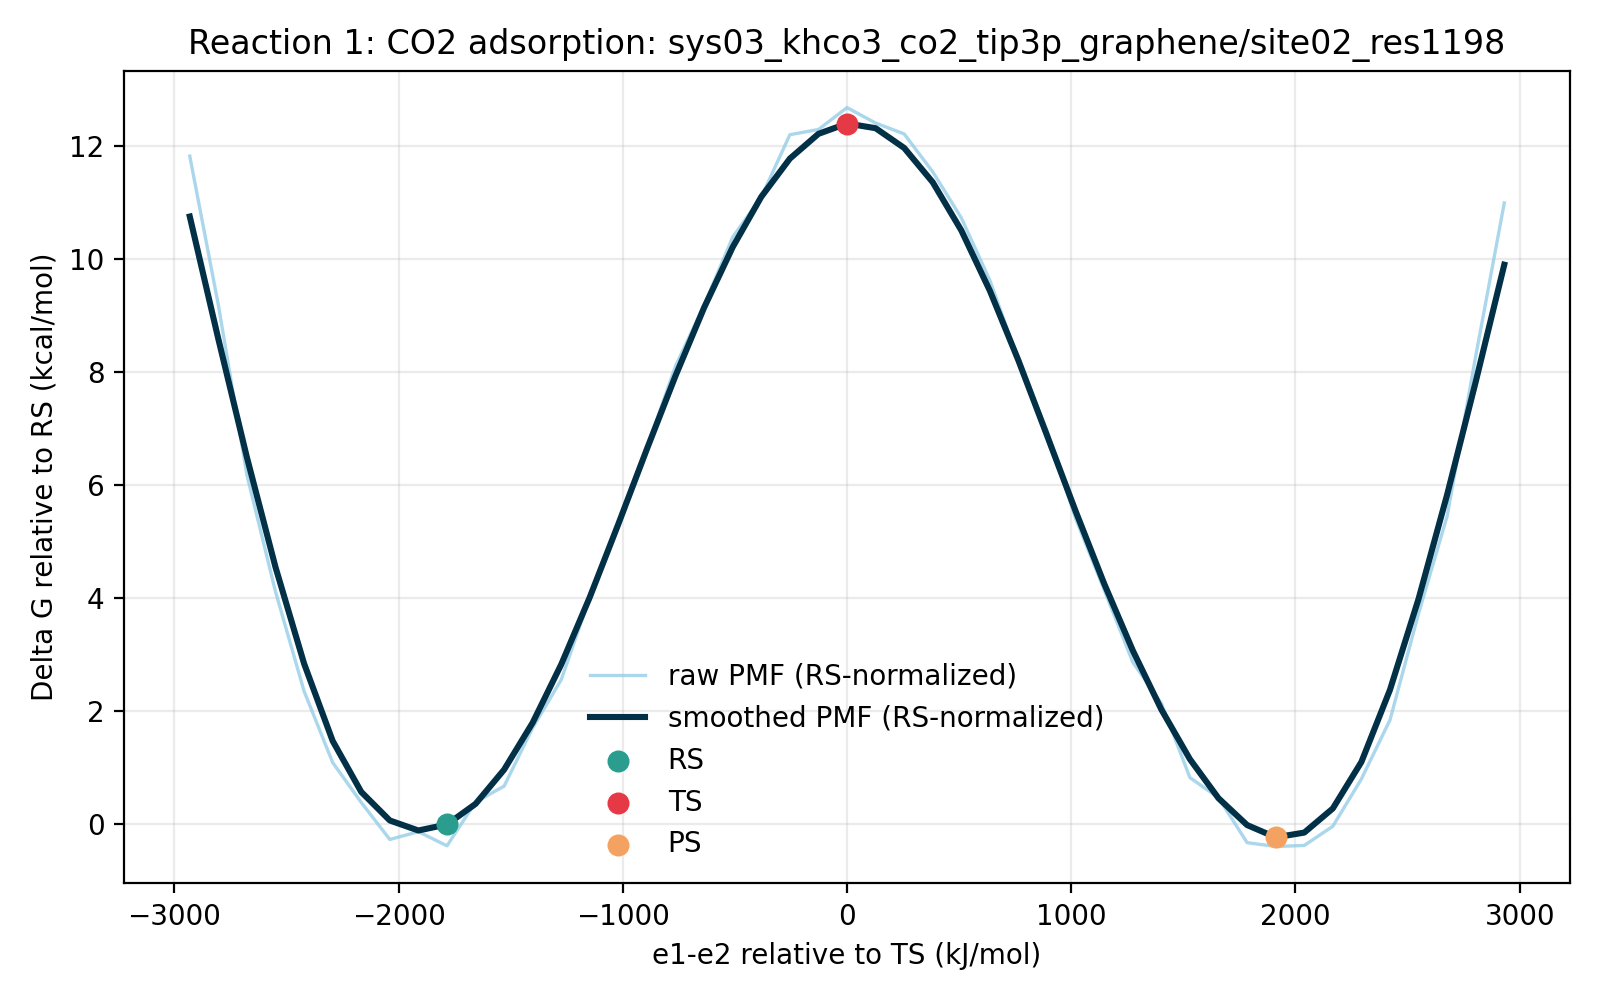 Reaction 1: CO2 adsorption: sys03_khco3_co2_tip3p_graphene/site02_res1198
Delta G relative to RS (kcal/mol)
12
10
8
6
4
2
0
raw PMF (RS-normalized)
smoothed PMF (RS-normalized)
RS
TS
PS
−3000 −2000 −1000 0 1000 2000 3000
e1-e2 relative to TS (kJ/mol)